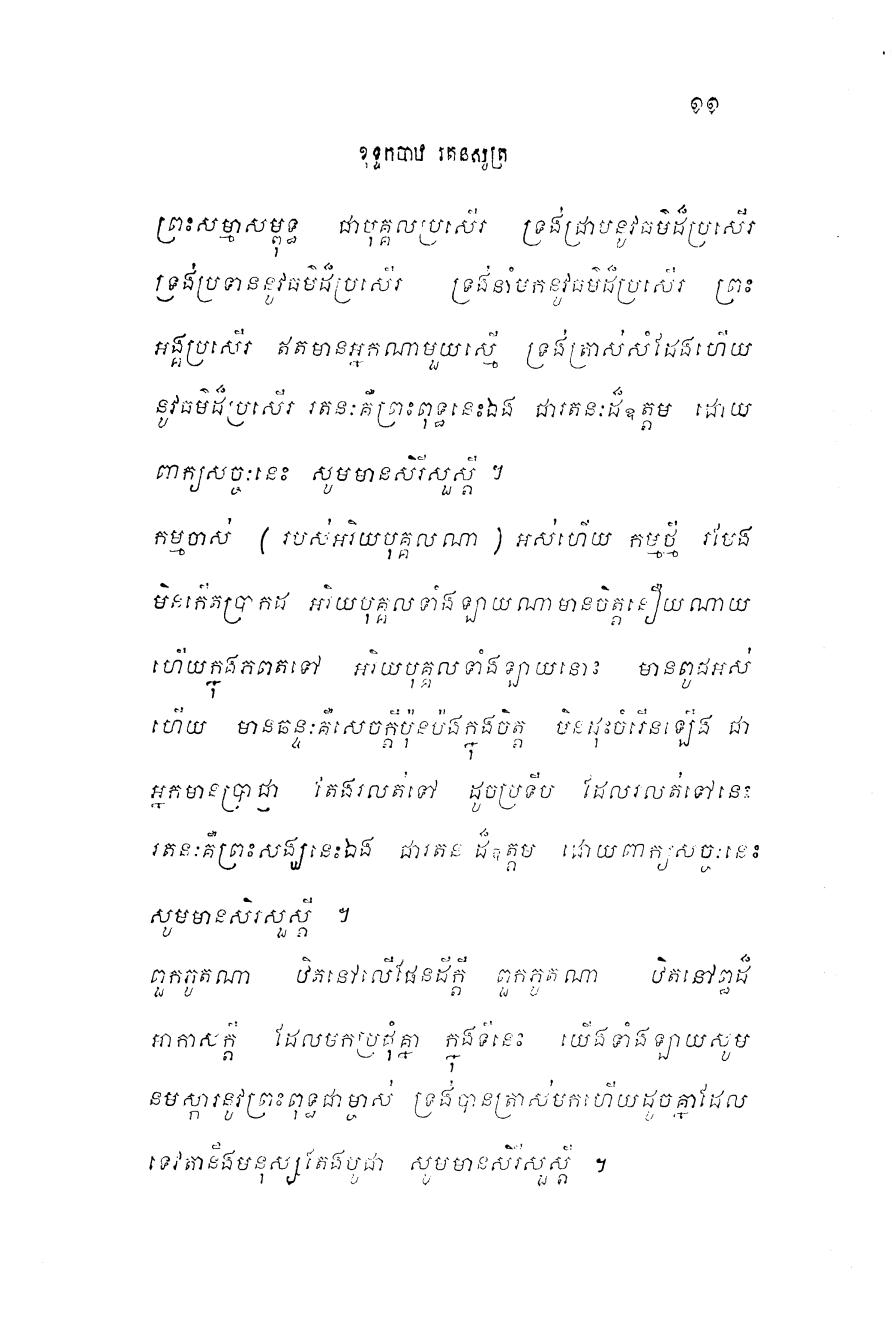 ១១
ខុទ្ទកបាឋ រតនសូត្រ
ព្រះសម្មាសម្ពុទ្ធ ជាបុគ្គលប្រសើរ ទ្រង់ជ្រាបនូវធម៌ដ៏ប្រសើរ
ទ្រង់ប្រទាននូវធម៌ដ៏ប្រសើរ ទ្រង់នាំមកនូវធម៌ដ៏ប្រសើរ ព្រះ
អង្គប្រសើរ ឥតមានអ្នកណាមួយស្មើ ទ្រង់ត្រាស់សំដែងហើយ
នូវធម៌ដ៏ប្រសើរ រតនៈគឺព្រះពុទ្ធនេះឯង ជារតនៈដ៏ឧត្តម ដោយ
ពាក្យសច្ចៈនេះ សូមមានសិរីសួស្តី ។
កម្មចាស់ ( របស់អរិយបុគ្គលណា ) អស់ហើយ កម្មថ្មី របែង
មិនកើតប្រាកដ អរិយបុគ្គលទាំងឡាយណាមានចិត្តនឿយណាយ
ហើយក្នុងភពតទៅ អរិយបុគ្គលទាំងឡាយនោះ មានពូជអស់
ហើយ មានឆន្ទៈគឺសេចក្តីប៉ុនប៉ងក្នុងចិត្ត មិនដុះចំរើនឡើង ជា
អ្នកមានប្រាជ្ញា តែងរលត់ទៅ ដូចប្រទីប ដែលរលត់ទៅនេះ
រតនៈគឺព្រះសង្ឃនេះឯង ជារតន ដ៏ឧត្តម ដោយពាក្យសច្ចៈនេះ
សូមមានសិរសួស្តី ។
ពួកភូតណា ឋិតនៅលើផែនដីក្តី ពួកភូតណា ឋិតនៅឰដ៏
អាកាសក្តី ដែលមកប្រជុំគ្នា ក្នុងទីនេះ យើងទាំងឡាយសូម
នមស្ការនូវព្រះពុទ្ធជាម្ចាស់ ទ្រង់បានត្រាស់មកហើយដូចគ្នាដែល
ទេវតានឹងមនុស្សតែងបូជា សូមមានសិរីសួស្តី ។